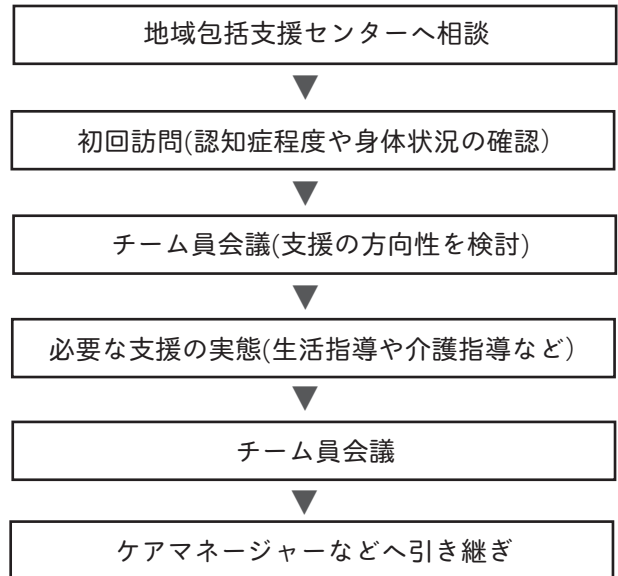 地域包括支援センターへ相談
初回訪問(認知症程度や身体状況の確認）
チーム員会議(支援の方向性を検討)
必要な支援の実態(生活指導や介護指導など）
チーム員会議
ケアマネージャーなどへ引き継ぎ